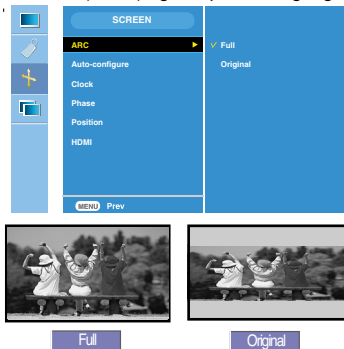 SCREEN
ARC
Auto-configure
Clock
Phase
Position
HDMI
Full
Original
MENU Prev
Full
Original